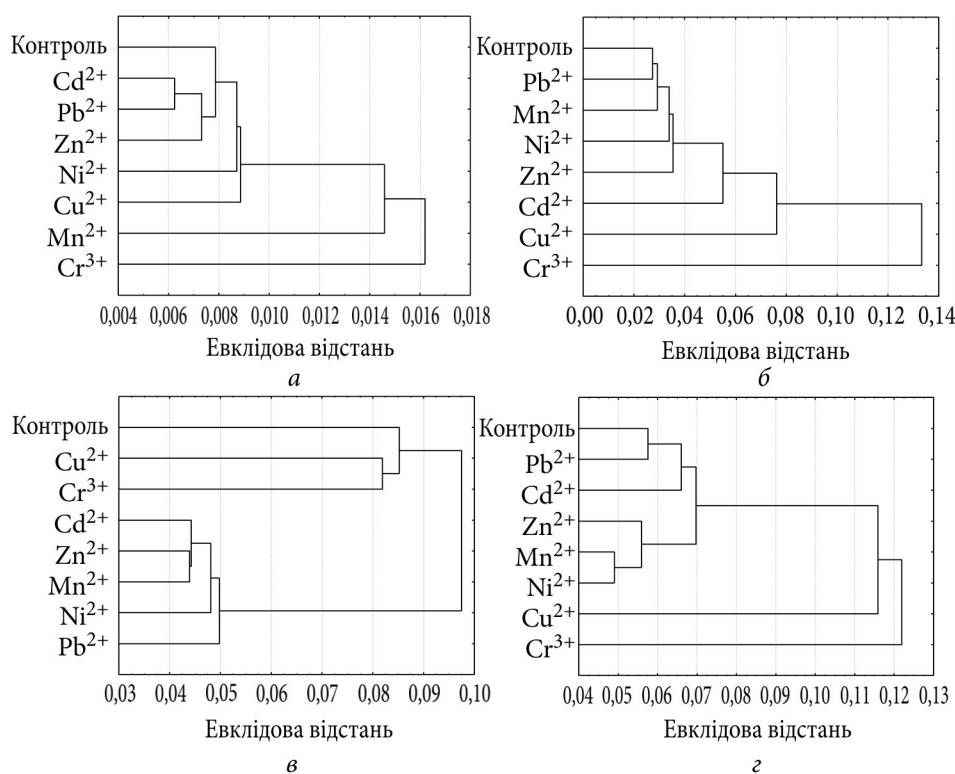 Контроль
Cd2+
Pb2+
Zn2+
Ni2+
Cu2+
Mn2+
Cr3+
0,004 0,006 0,008 0,010 0,012 0,014 0,016 0,018
Евклідова відстань
а
Контроль
Pb2+
Mn2+
Ni2+
Zn2+
Cd2+
Cu2+
Cr3+
0,00 0,02 0,04 0,06 0,08 0,10 0,12 0,14
Евклідова відстань
б
Контроль
Cu2+
Cr3+
Cd2+
Zn2+
Mn2+
Ni2+
Pb2+
0,03 0,04 0,05 0,06 0,07 0,08 0,09 0,10
Евклідова відстань
в
Контроль
Pb2+
Cd2+
Zn2+
Mn2+
Ni2+
Cu2+
Cr3+
0,04 0,05 0,06 0,07 0,08 0,09 0,10 0,11 0,12 0,13
Евклідова відстань
г